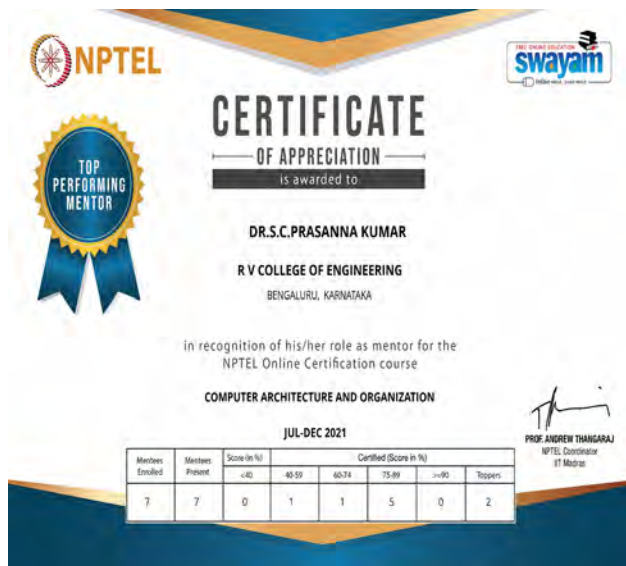 NPTEL
FREE ONLINE EDUCATION
swayam
CERTIFICATE
OF APPRECIATION
is awarded to
TOP
PERFORMING
MENTOR
DR.S.C.PRASANNA KUMAR
R V COLLEGE OF ENGINEERING
BENGALURU, KARNATAKA
in recognition of his/her role as mentor for the
NPTEL Online Certification course
COMPUTER ARCHITECTURE AND ORGANIZATION
JUL-DEC 2021
PROF. ANDREW THANGARAJ
NPTEL Coordinator
IIT Madras
Mentees Enrolled Mentees Present Score (in %) Certified (Score in %)
<40 40-59 60-74 75-89 >=90 Toppers
7 7 0 1 1 5 0 2